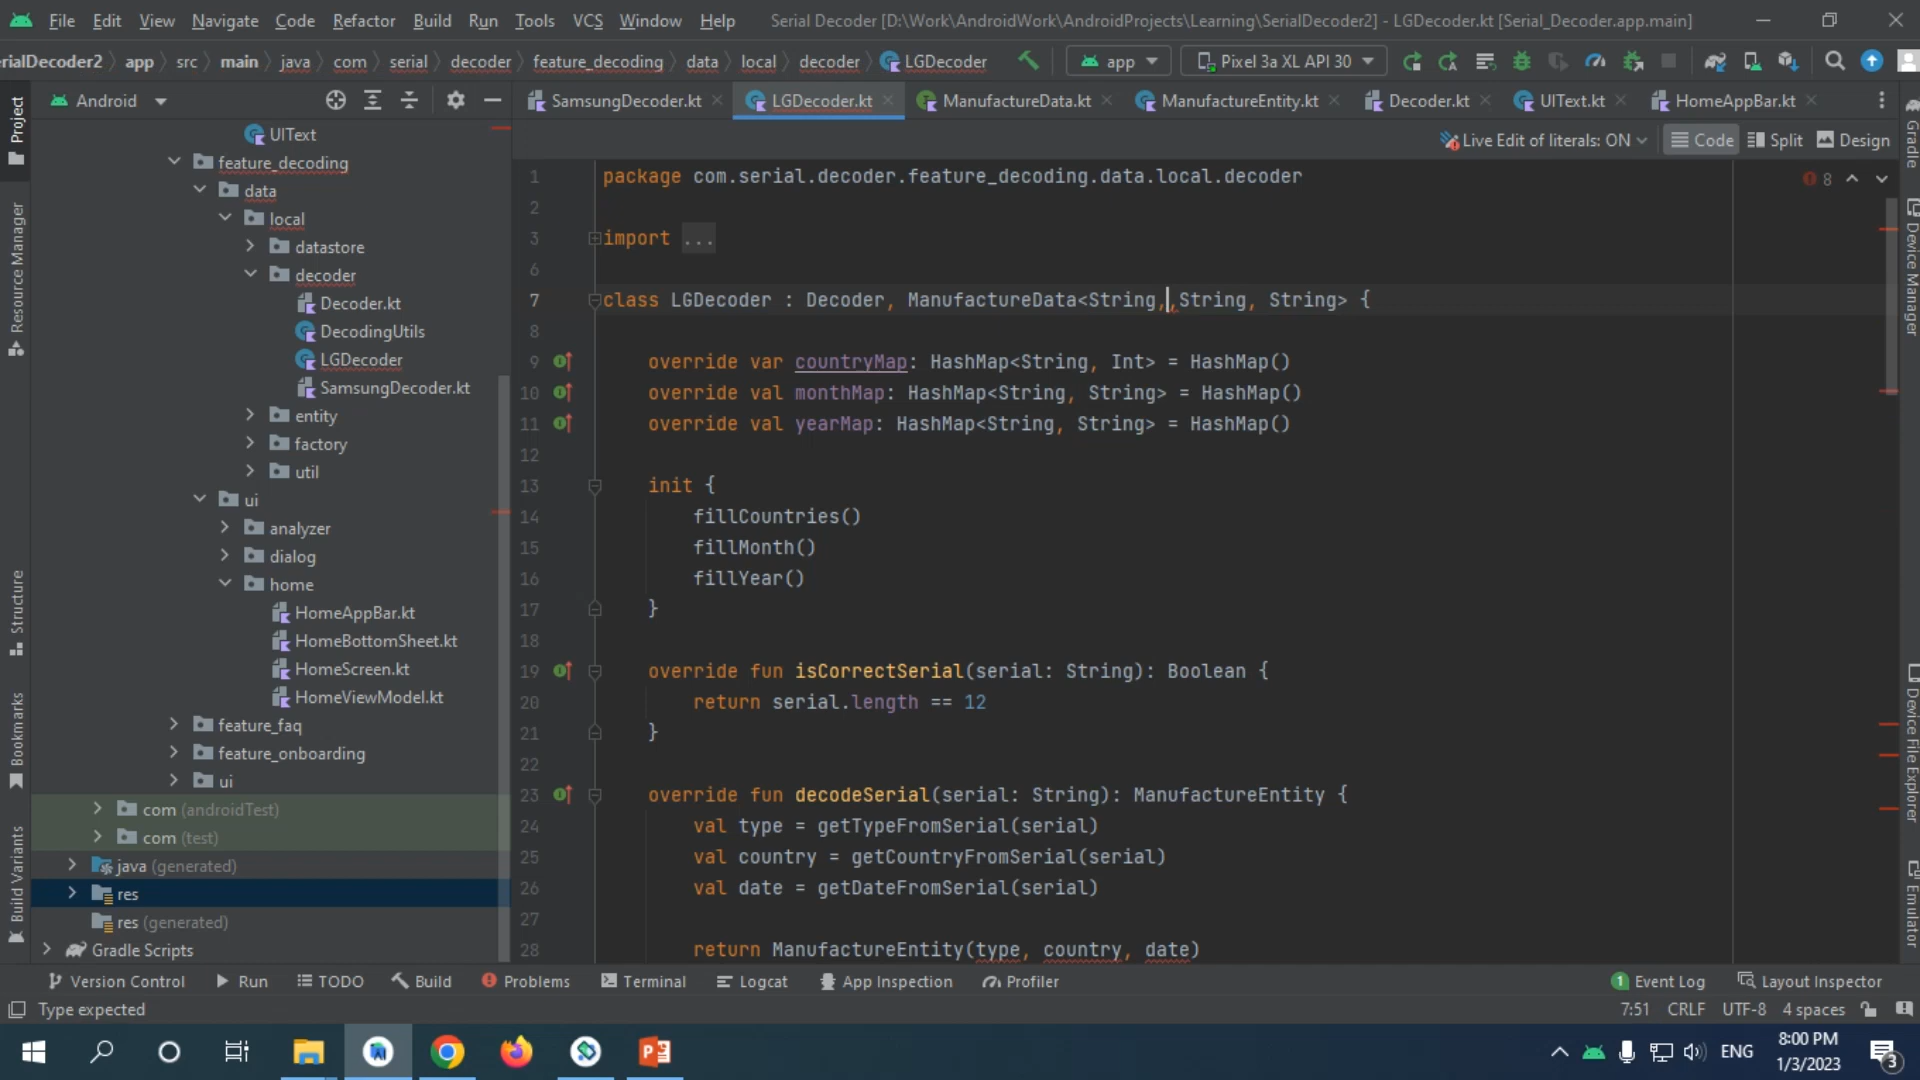 File Edit View Navigate Code Refactor Build Run Tools VCS Window Help Serial Decoder [D:\Work\AndroidWork\AndroidProjects\Learning\SerialDecoder2] - LGDecoder.kt [Serial_Decoder.app.main]
rialDecoder2 app src main java com serial decoder feature_decoding data local decoder LGDecoder app Pixel 3a XL API 30
Android SamsungDecoder.kt LGDecoder.kt ManufactureData.kt ManufactureEntity.kt Decoder.kt UIText.kt HomeAppBar.kt
Live Edit of literals: ON Code Split Design
Project
Resource Manager
Structure
Bookmarks
Build Variants
UIText
feature_decoding
data
local
datastore
decoder
Decoder.kt
DecodingUtils
LGDecoder
SamsungDecoder.kt
entity
factory
util
ui
analyzer
dialog
home
HomeAppBar.kt
HomeBottomSheet.kt
HomeScreen.kt
HomeViewModel.kt
feature_faq
feature_onboarding
ui
com (androidTest)
com (test)
java (generated)
res
res (generated)
Gradle Scripts
1 package com.serial.decoder.feature_decoding.data.local.decoder
8
2
3 import ...
6
7 class LGDecoder : Decoder, ManufactureData<String,,String, String> {
8
9 override var countryMap: HashMap<String, Int> = HashMap()
10 override val monthMap: HashMap<String, String> = HashMap()
11 override val yearMap: HashMap<String, String> = HashMap()
12
13 init {
14 fillCountries()
15 fillMonth()
16 fillYear()
17 }
18
19 override fun isCorrectSerial(serial: String): Boolean {
20 return serial.length == 12
21 }
22
23 override fun decodeSerial(serial: String): ManufactureEntity {
24 val type = getTypeFromSerial(serial)
25 val country = getCountryFromSerial(serial)
26 val date = getDateFromSerial(serial)
27
28 return ManufactureEntity(type, country, date)
Gradle
Device Manager
Device File Explorer
Emulator
Version Control Run TODO Build Problems Terminal Logcat App Inspection Profiler 1 Event Log Layout Inspector
Type expected 7:51 CRLF UTF-8 4 spaces
ENG 8:00 PM
1/3/2023 3